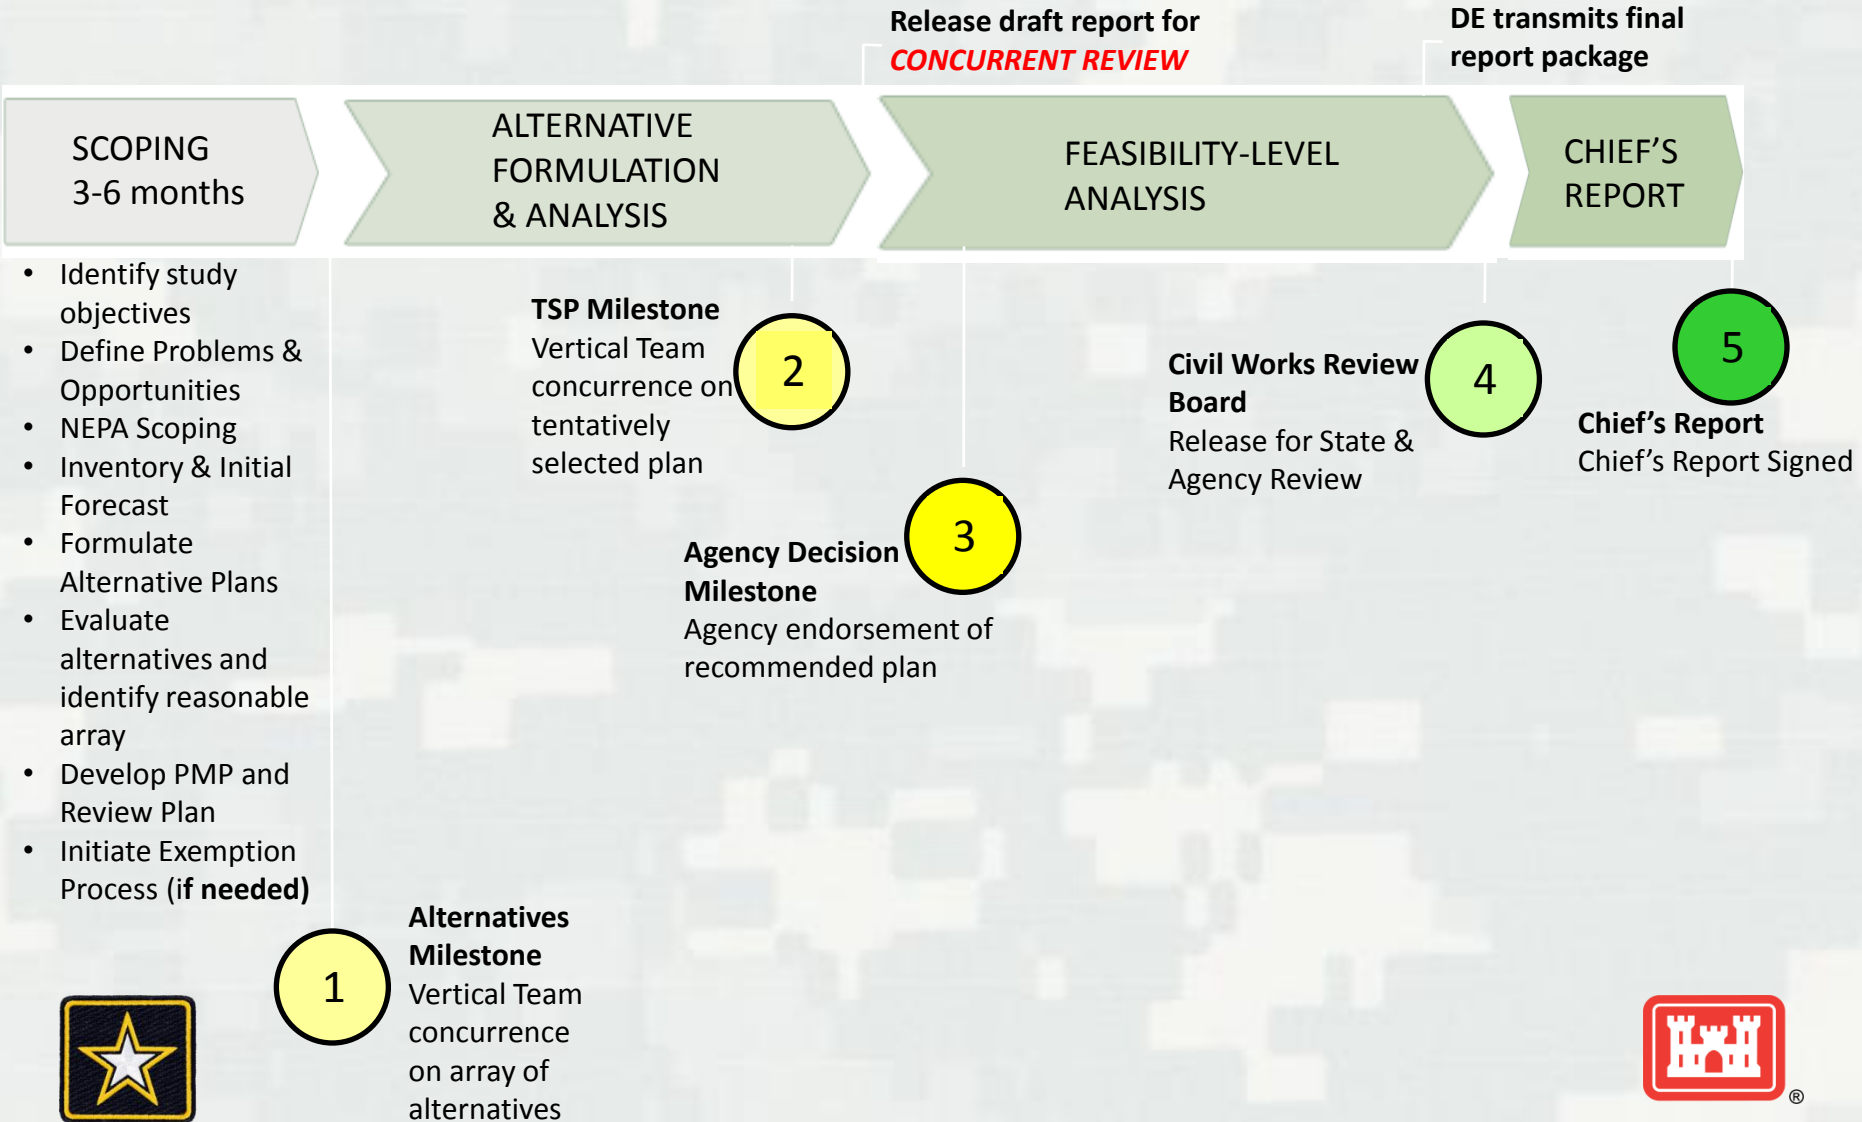 Release draft report for
CONCURRENT REVIEW
DE transmits final
report package
SCOPING
3-6 months
ALTERNATIVE
FORMULATION
& ANALYSIS
FEASIBILITY-LEVEL
ANALYSIS
CHIEF’S
REPORT
• Identify study
objectives
• Define Problems &
Opportunities
• NEPA Scoping
• Inventory & Initial
Forecast
• Formulate
Alternative Plans
• Evaluate
alternatives and
identify reasonable
array
• Develop PMP and
Review Plan
• Initiate Exemption
Process (if needed)
1
Alternatives
Milestone
Vertical Team
concurrence
on array of
alternatives
TSP Milestone
Vertical Team
concurrence on
tentatively
selected plan
2
Agency Decision
Milestone
Agency endorsement of
recommended plan
3
Civil Works Review
Board
Release for State &
Agency Review
4
5
Chief’s Report
Chief’s Report Signed
®